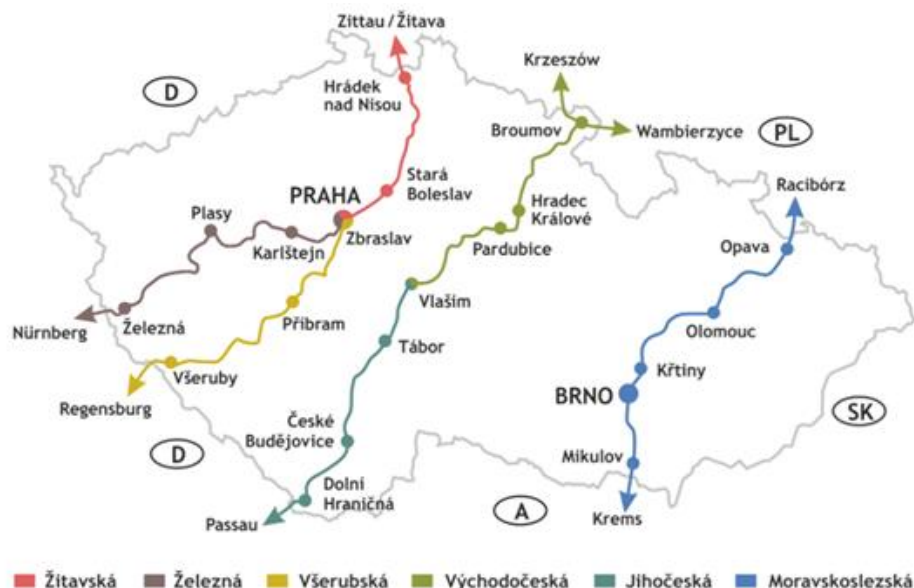 Zittau / Žitava
Krzeszów
D
Hrádek
nad Nisou
Broumov
Wambierzyce
PL
Racibórz
Stará
Boleslav
PRAHA
Plasy
Hradec
Králové
Karlštejn
Zbraslav
Pardubice
Opava
Vlašim
Nürnberg
Železná
Příbram
Olomouc
Tábor
Všeruby
Křtiny
Regensburg
BRNO
SK
České
Budějovice
D
Mikulov
Dolní
Hraničná
Passau
A
Krems
Žitavská
Železná
Všerubská
Východočeská
Jihočeská
Moravskoslezská